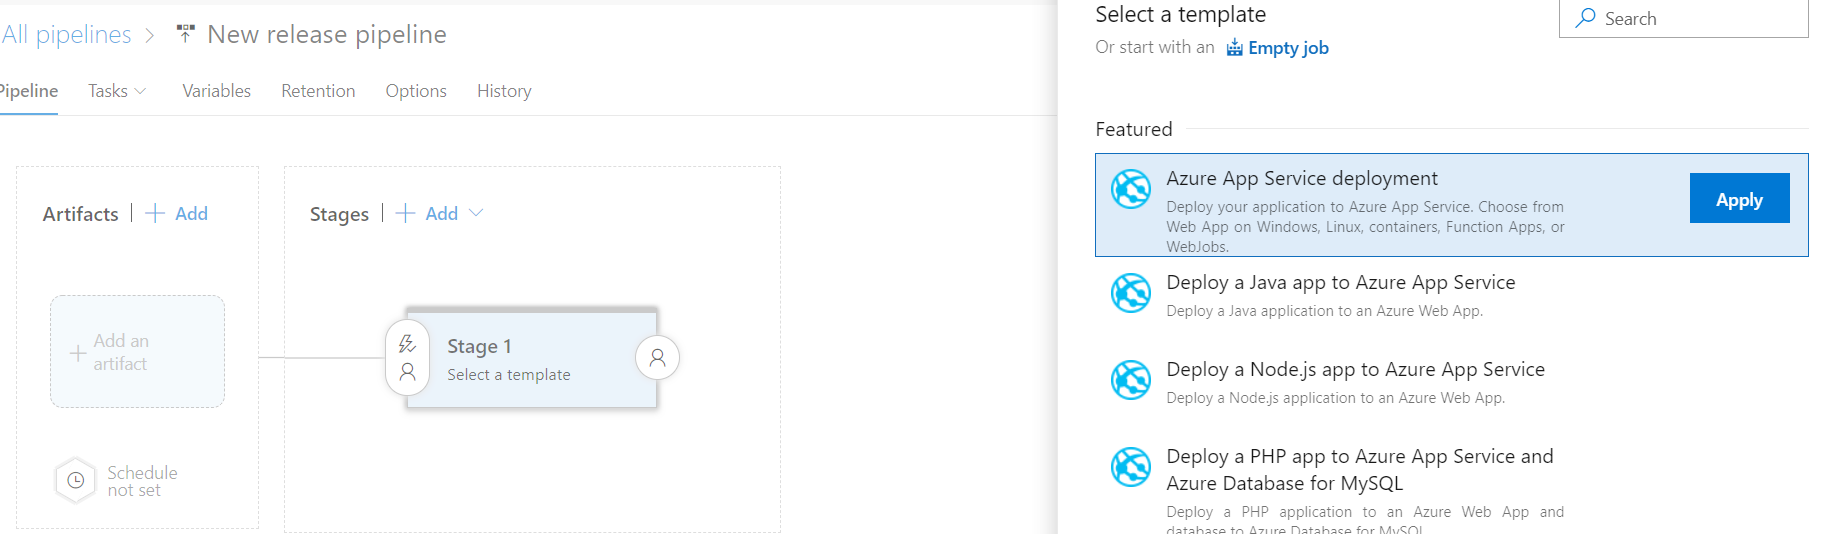 All pipelines > New release pipeline
Pipeline Tasks Variables Retention Options History
Artifacts | + Add
Add an
artifact
Schedule
not set
Stages | + Add
Stage 1
Select a template
Select a template
Search
Or start with an Empty job
Featured
Azure App Service deployment
Deploy your application to Azure App Service. Choose from
Web App on Windows, Linux, containers, Function Apps, or
WebJobs.
Apply
Deploy a Java app to Azure App Service
Deploy a Java application to an Azure Web App.
Deploy a Node.js app to Azure App Service
Deploy a Node.js application to an Azure Web App.
Deploy a PHP app to Azure App Service and
Azure Database for MySQL
Deploy a PHP application to an Azure Web App and
database to Azure Database for MySQL.